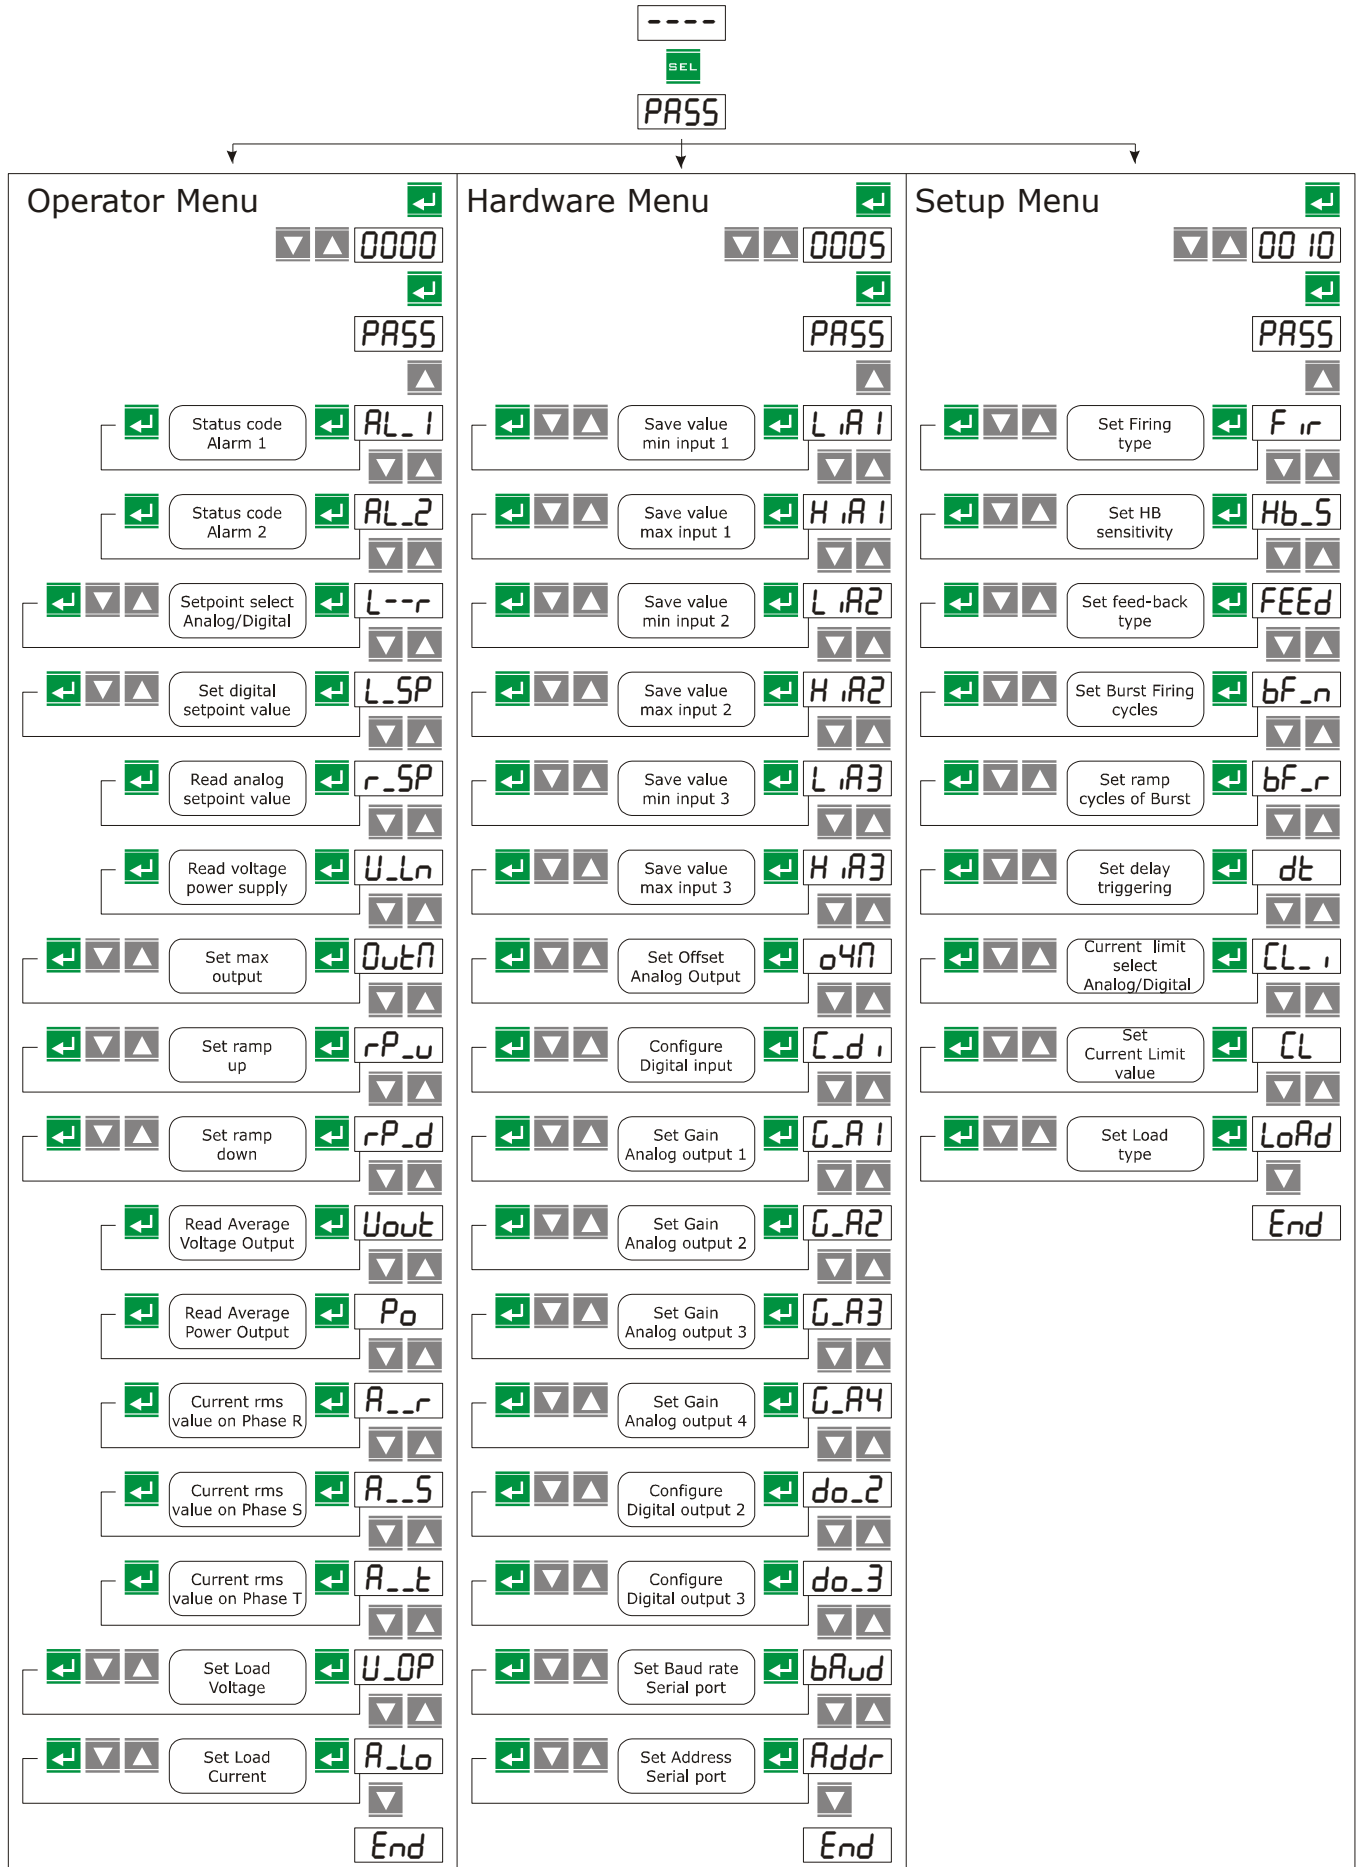 ----
SEL
PASS
Operator Menu
0000
PASS
Status code
Alarm 1
AL_1
Status code
Alarm 2
AL_2
Setpoint select
Analog/Digital
L--r
Set digital
setpoint value
L_SP
Read analog
setpoint value
r_SP
Read voltage
power supply
U_Ln
Set max
output
OutM
Set ramp
up
rP_u
Set ramp
down
rP_d
Read Average
Voltage Output
Uout
Read Average
Power Output
Po
Current rms
value on Phase R
A__r
Current rms
value on Phase S
A__S
Current rms
value on Phase T
A__t
Set Load
Voltage
U_OP
Set Load
Current
A_Lo
End
Hardware Menu
0005
PASS
Save value
min input 1
LiA1
Save value
max input 1
HiA1
Save value
min input 2
LiA2
Save value
max input 2
HiA2
Save value
min input 3
LiA3
Save value
max input 3
HiA3
Set Offset
Analog Output
o4M
Configure
Digital input
C_di
Set Gain
Analog output 1
G_A1
Set Gain
Analog output 2
G_A2
Set Gain
Analog output 3
G_A3
Set Gain
Analog output 4
G_A4
Configure
Digital output 2
do_2
Configure
Digital output 3
do_3
Set Baud rate
Serial port
bAud
Set Address
Serial port
Addr
End
Setup Menu
0010
PASS
Set Firing
type
Fir
Set HB
sensitivity
Hb_S
Set feed-back
type
FEEd
Set Burst Firing
cycles
bF_n
Set ramp
cycles of Burst
bF_r
Set delay
triggering
dt
Current limit
select
Analog/Digital
CL_i
Set
Current Limit
value
CL
Set Load
type
LoAd
End